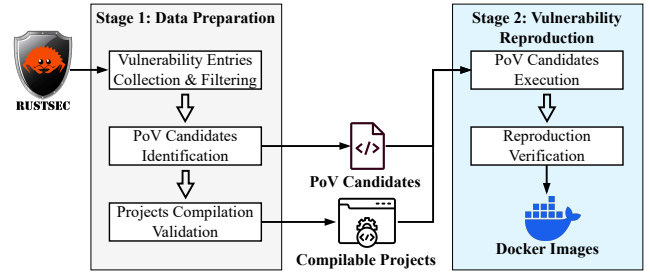 Stage 1: Data Preparation
Vulnerability Entries
Collection & Filtering
PoV Candidates
Identification
Projects Compilation
Validation
RUSTSEC
</>
PoV Candidates
</>
Compilable Projects
Stage 2: Vulnerability
Reproduction
PoV Candidates
Execution
Reproduction
Verification
Docker Images